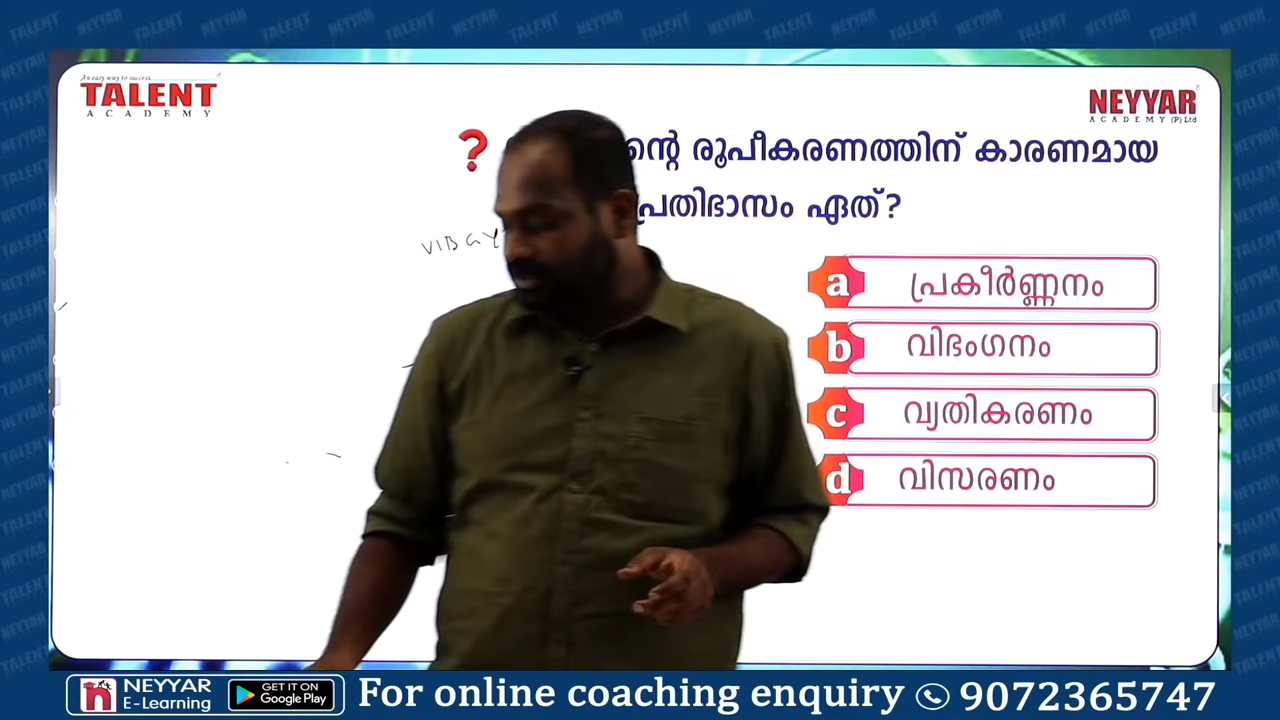 An easy way to success
TALENT
ACADEMY
NEYYAR
ACADEMY (P) Ltd
? രൂപീകരണത്തിന് കാരണമായ
പ്രതിഭാസം ഏത്?
VIBGY
a പ്രകീർണ്ണനം
b വിഭംഗനം
c വ്യതികരണം
d വിസരണം
NEYYAR
E-Learning
GET IT ON
Google Play
For online coaching enquiry 9072365747